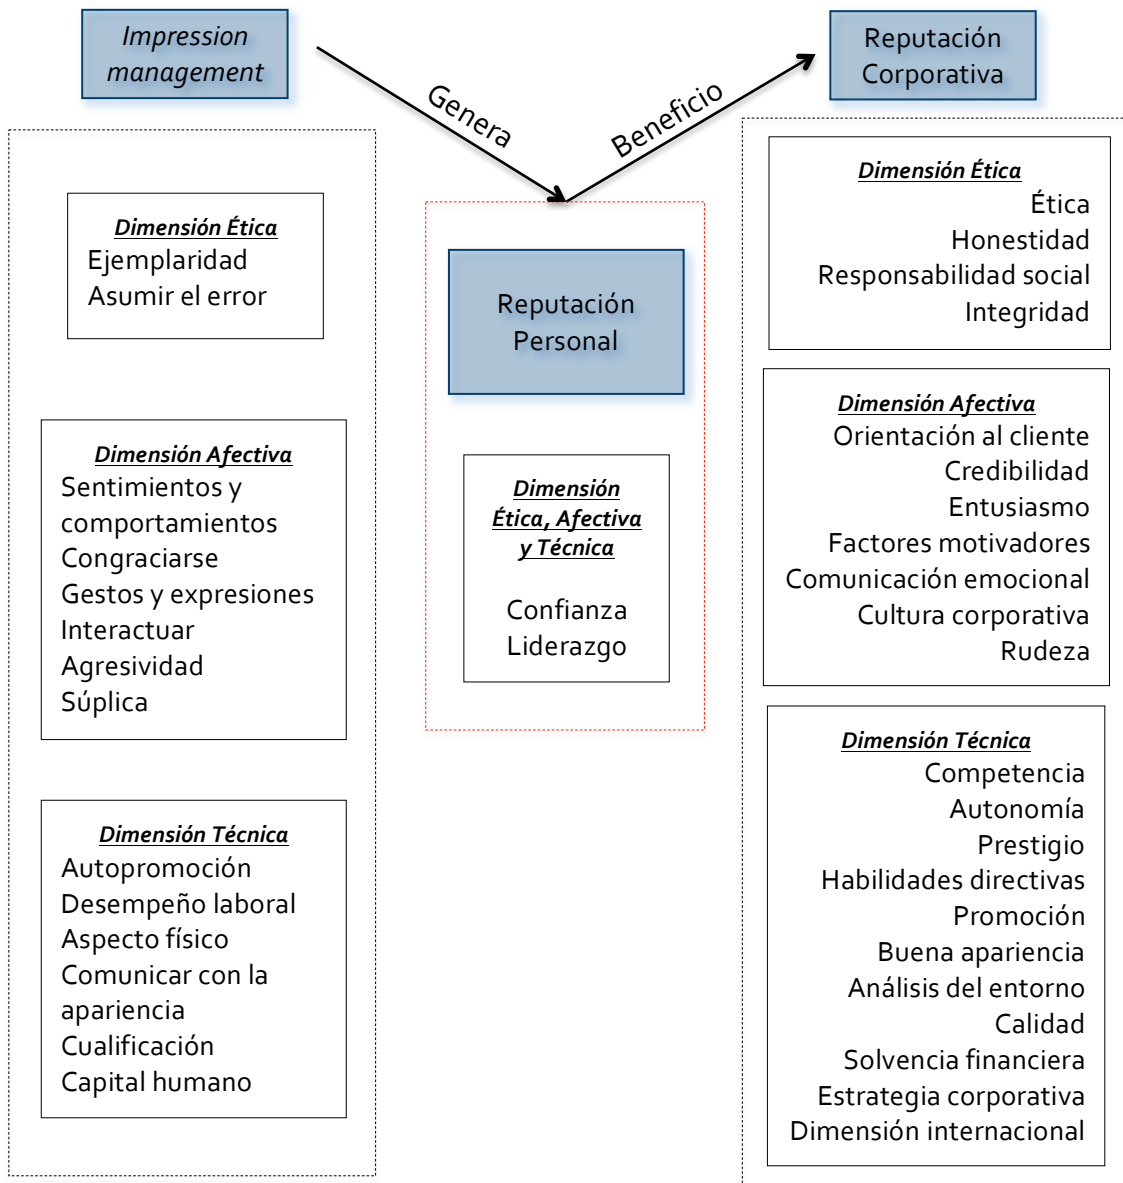 Impression
management
Genera
Beneficio
Reputación
Corporativa
Dimensión Ética
Ejemplaridad
Asumir el error
Dimensión Afectiva
Sentimientos y
comportamientos
Congraciarse
Gestos y expresiones
Interactuar
Agresividad
Súplica
Dimensión Técnica
Autopromoción
Desempeño laboral
Aspecto físico
Comunicar con la
apariencia
Cualificación
Capital humano
Reputación
Personal
Dimensión
Ética, Afectiva
y Técnica
Confianza
Liderazgo
Dimensión Ética
Ética
Honestidad
Responsabilidad social
Integridad
Dimensión Afectiva
Orientación al cliente
Credibilidad
Entusiasmo
Factores motivadores
Comunicación emocional
Cultura corporativa
Rudeza
Dimensión Técnica
Competencia
Autonomía
Prestigio
Habilidades directivas
Promoción
Buena apariencia
Análisis del entorno
Calidad
Solvencia financiera
Estrategia corporativa
Dimensión internacional